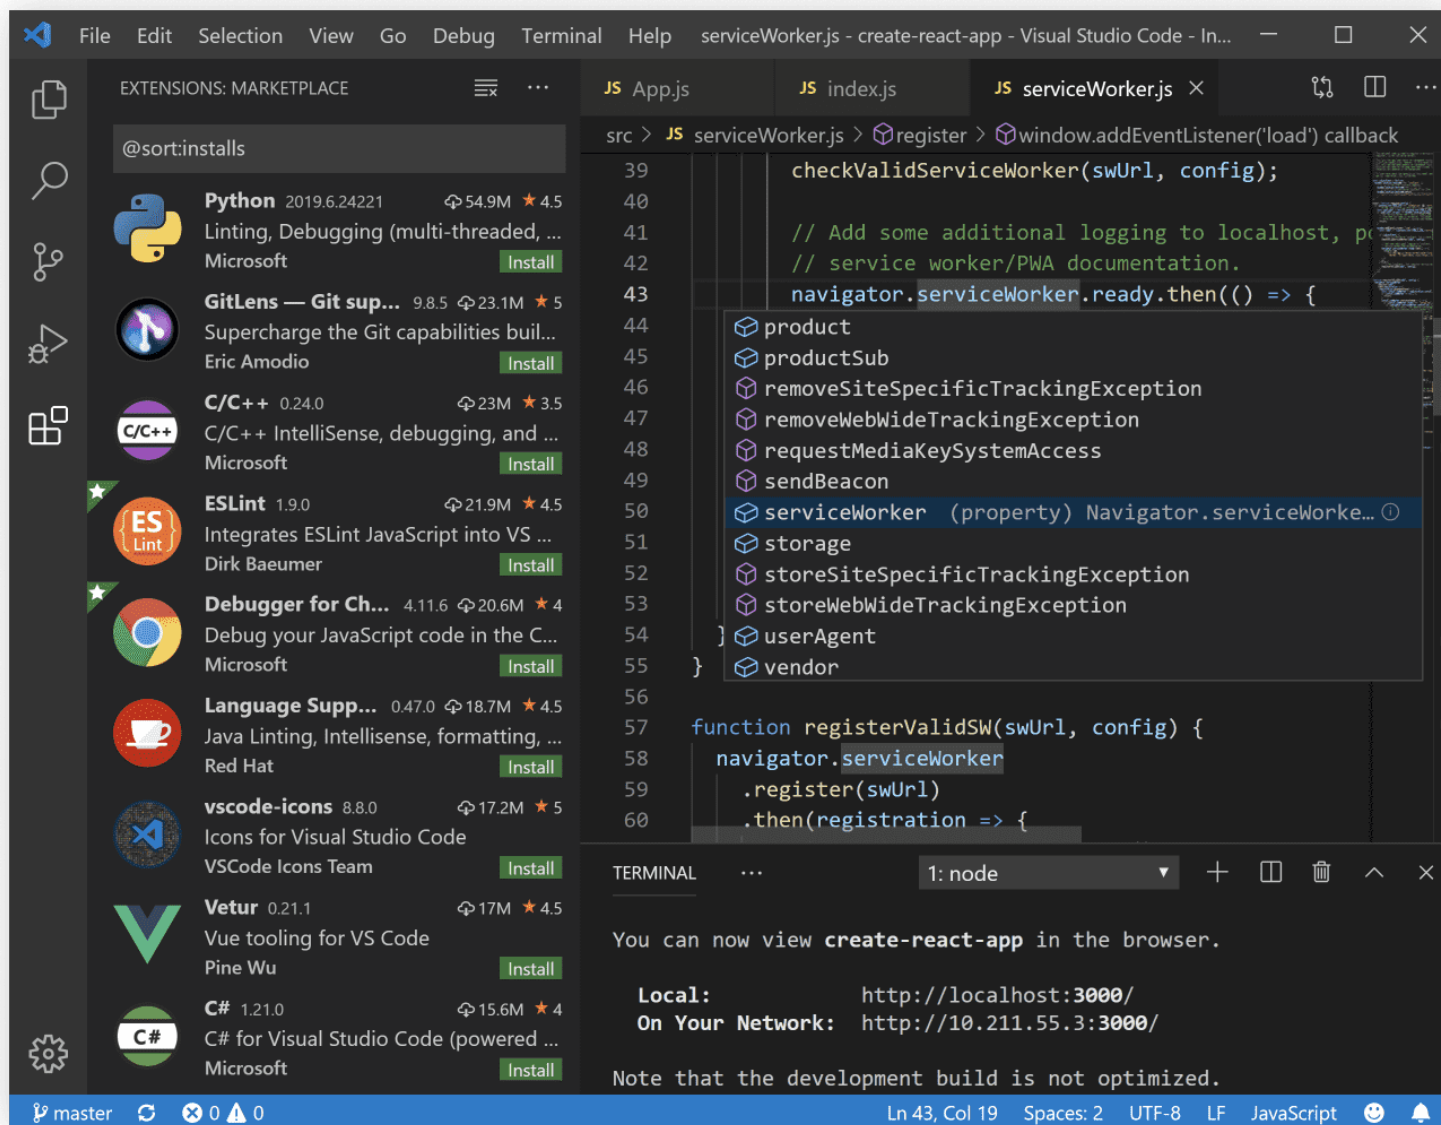 File Edit Selection View Go Debug Terminal Help serviceWorker.js - create-react-app - Visual Studio Code - In...
EXTENSIONS: MARKETPLACE
@sort:installs
Python 2019.6.24221 54.9M 4.5
Linting, Debugging (multi-threaded, ...
Microsoft Install
GitLens — Git sup... 9.8.5 23.1M 5
Supercharge the Git capabilities buil...
Eric Amodio Install
C/C++
C/C++ 0.24.0 23M 3.5
C/C++ IntelliSense, debugging, and ...
Microsoft Install
ES
Lint
ESLint 1.9.0 21.9M 4.5
Integrates ESLint JavaScript into VS ...
Dirk Baeumer Install
Debugger for Ch... 4.11.6 20.6M 4
Debug your JavaScript code in the C...
Microsoft Install
Language Supp... 0.47.0 18.7M 4.5
Java Linting, Intellisense, formatting, ...
Red Hat Install
vscode-icons 8.8.0 17.2M 5
Icons for Visual Studio Code
VSCode Icons Team Install
Vetur 0.21.1 17M 4.5
Vue tooling for VS Code
Pine Wu Install
C#
C# 1.21.0 15.6M 4
C# for Visual Studio Code (powered ...
Microsoft Install
JS App.js JS index.js JS serviceWorker.js
src > JS serviceWorker.js > register > window.addEventListener('load') callback
39 checkValidServiceWorker(swUrl, config);
40
41 // Add some additional logging to localhost,
42 // service worker/PWA documentation.
43 navigator.serviceWorker.ready.then(() => {
44 product
45 productSub
46 removeSiteSpecificTrackingException
47 removeWebWideTrackingException
48 requestMediaKeySystemAccess
49 sendBeacon
50 serviceWorker (property) Navigator.serviceWorke...
51 storage
52 storeSiteSpecificTrackingException
53 storeWebWideTrackingException
54 } userAgent
55 } vendor
56
57 function registerValidSW(swUrl, config) {
58 navigator.serviceWorker
59 .register(swUrl)
60 .then(registration => {
TERMINAL ... 1: node
You can now view create-react-app in the browser.
Local: http://localhost:3000/
On Your Network: http://10.211.55.3:3000/
Note that the development build is not optimized.
master 0 0 Ln 43, Col 19 Spaces: 2 UTF-8 LF JavaScript